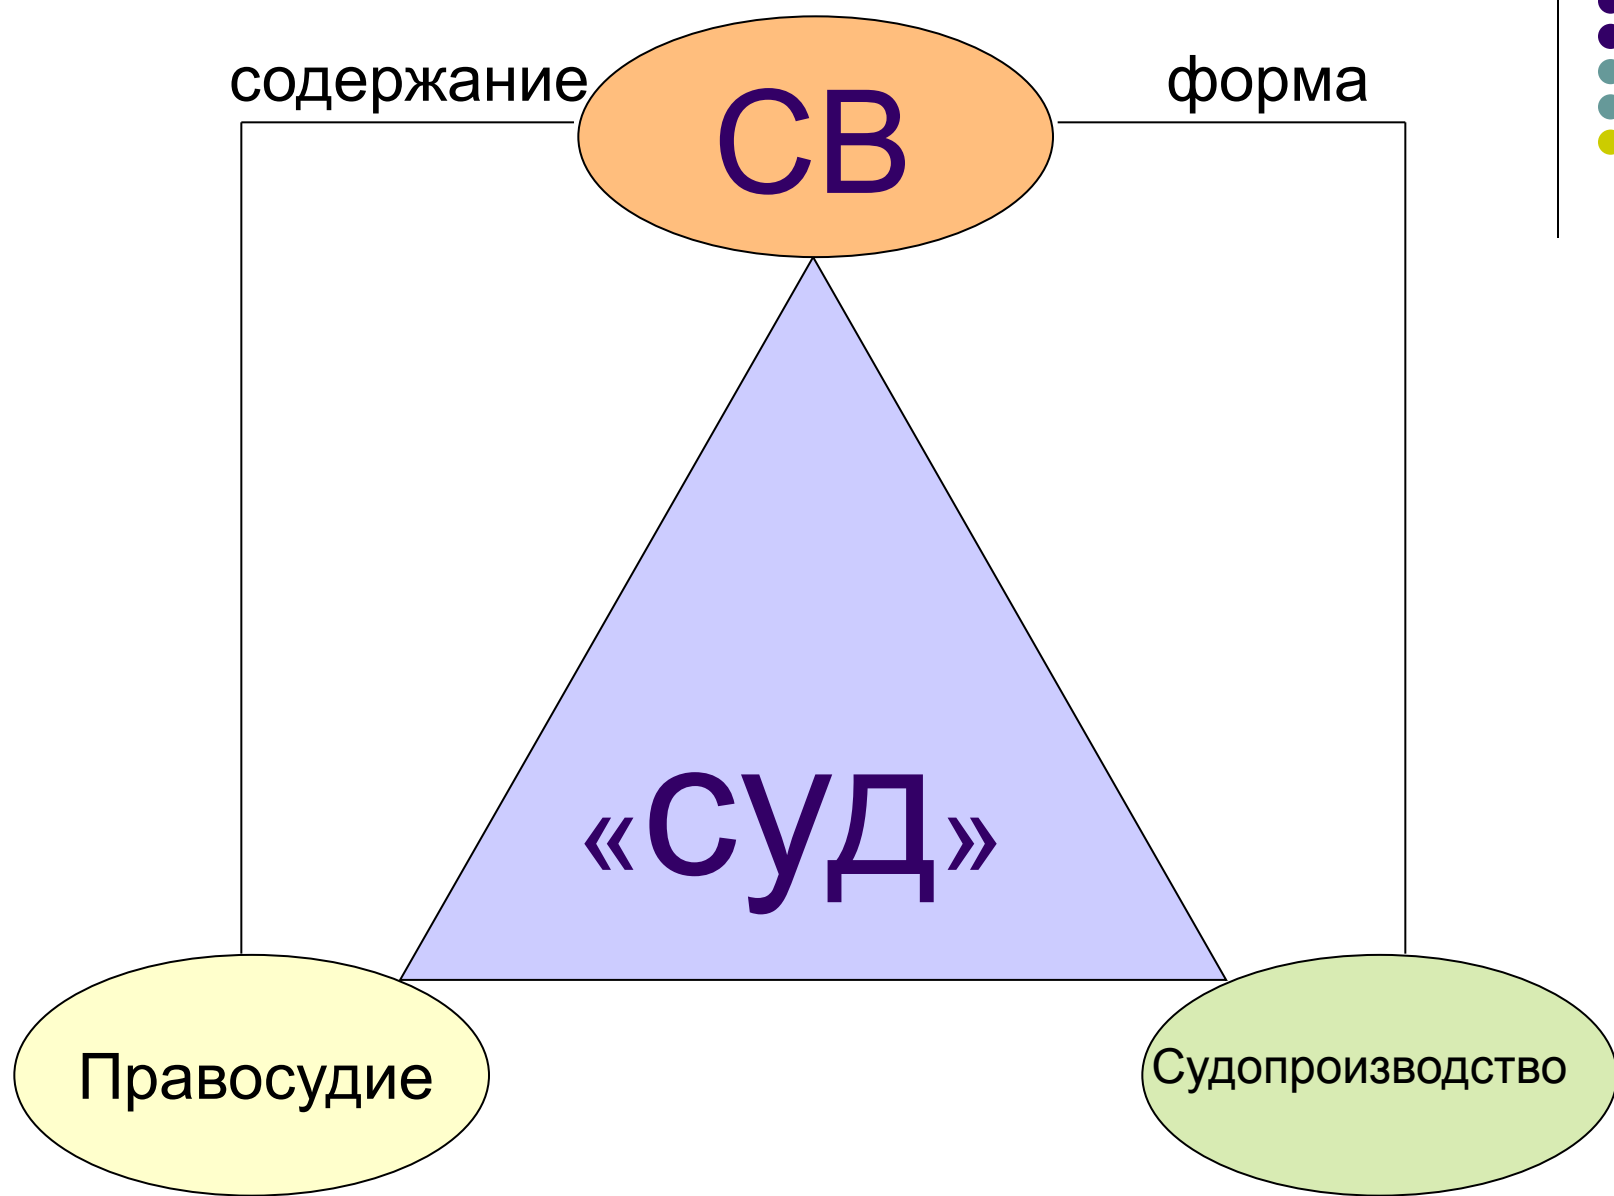 содержание
форма
СВ
«суд»
Правосудие
Судопроизводство